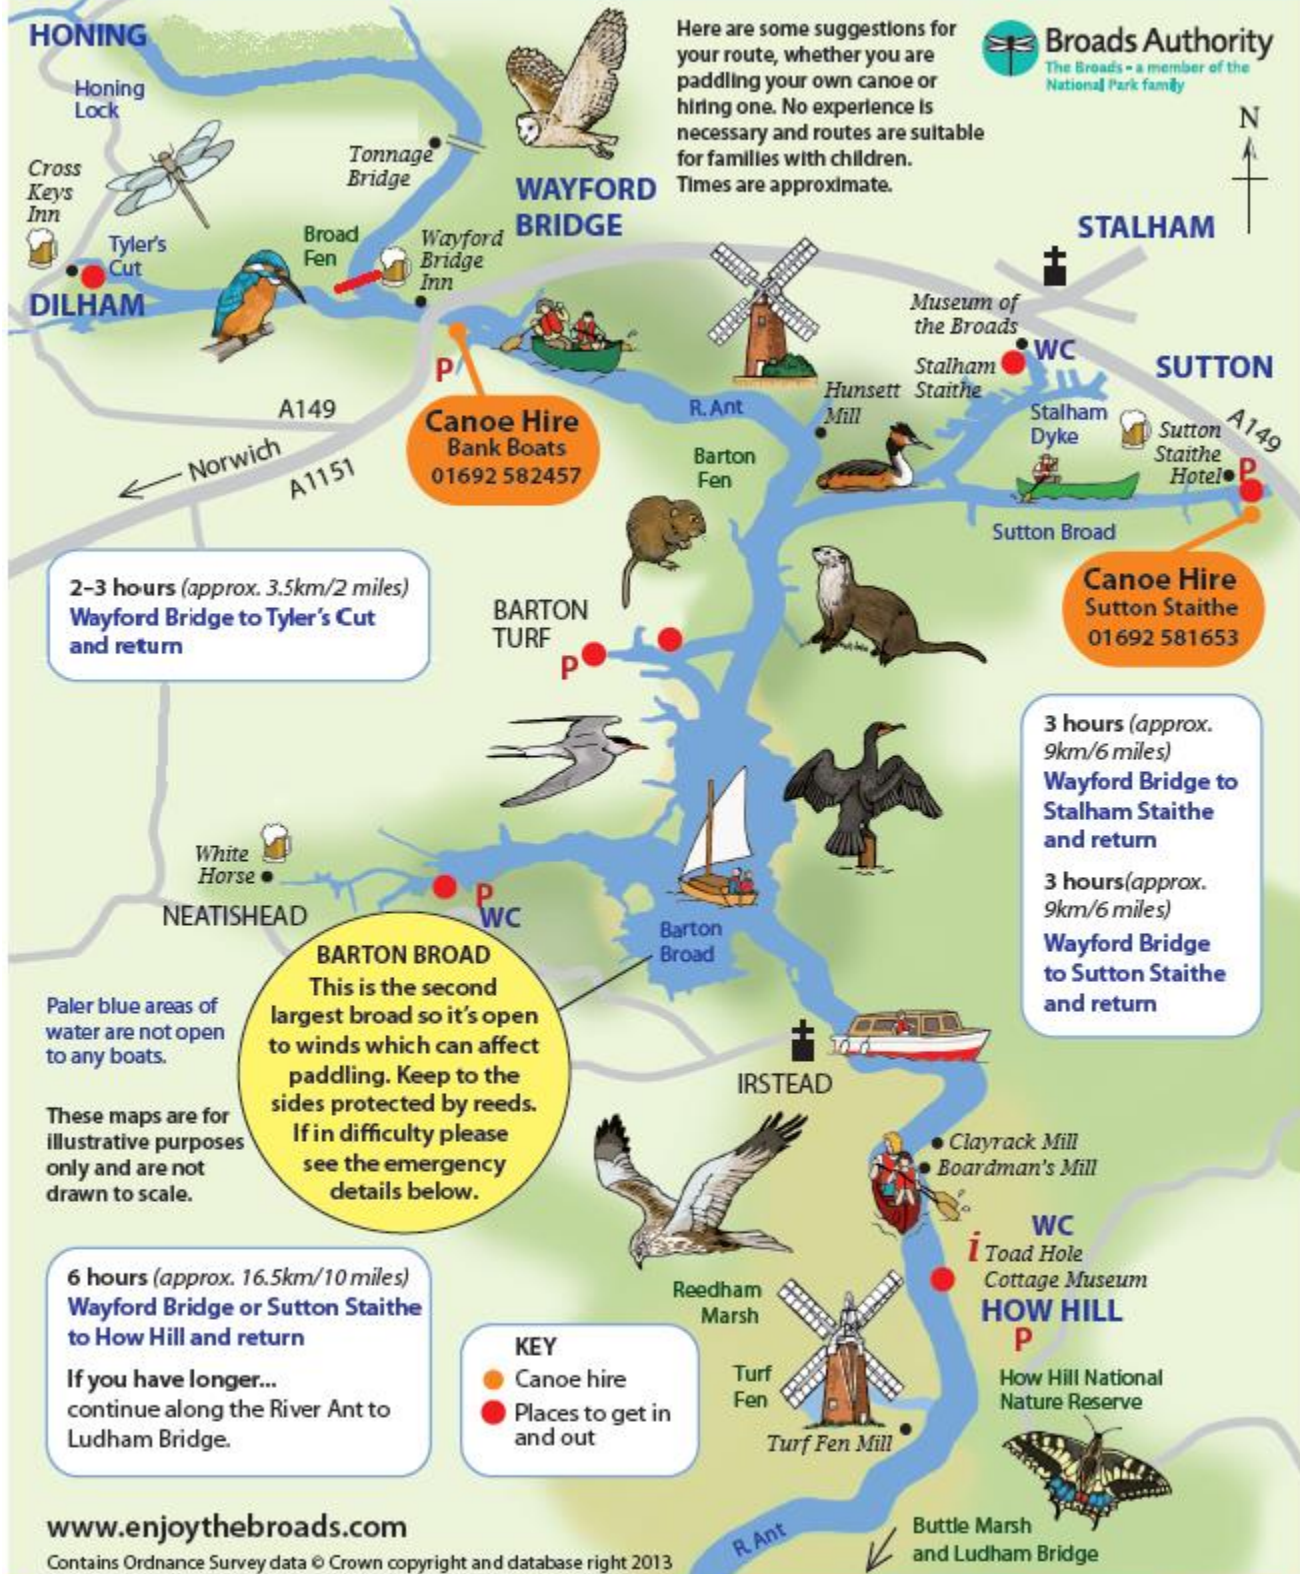 HONING
Honing
Lock
Here are some suggestions for
your route, whether you are
paddling your own canoe or
hiring one. No experience is
necessary and routes are suitable
for families with children.
Times are approximate.
Broads Authority
The Broads - a member of the
National Park family
N
Cross
Keys
Inn
Tonnage
Bridge
WAYFORD
BRIDGE
Tyler's
Cut
DILHAM
Broad
Fen
Wayford
Bridge
Inn
STALHAM
Museum of
the Broads
WC
Stalham
Staithe
SUTTON
P
A149
Norwich
A1151
Canoe Hire
Bank Boats
01692 582457
R. Ant
Hunsett
Mill
Stalham
Dyke
Sutton
Staithe
Hotel
A149
P
Barton
Fen
Sutton Broad
Canoe Hire
Sutton Staithe
01692 581653
2–3 hours (approx. 3.5km/2 miles)
Wayford Bridge to Tyler's Cut
and return
BARTON
TURF
P
3 hours (approx.
9km/6 miles)
Wayford Bridge to
Stalham Staithe
and return
3 hours(approx.
9km/6 miles)
Wayford Bridge
to Sutton Staithe
and return
White
Horse
NEATISHEAD
P
WC
Barton
Broad
BARTON BROAD
This is the second
largest broad so it's open
to winds which can affect
paddling. Keep to the
sides protected by reeds.
If in difficulty please
see the emergency
details below.
Paler blue areas of
water are not open
to any boats.
These maps are for
illustrative purposes
only and are not
drawn to scale.
IRSTEAD
Clayrack Mill
Boardman's Mill
WC
i Toad Hole
Cottage Museum
HOW HILL
P
Reedham
Marsh
Turf
Fen
How Hill National
Nature Reserve
Turf Fen Mill
6 hours (approx. 16.5km/10 miles)
Wayford Bridge or Sutton Staithe
to How Hill and return
If you have longer...
continue along the River Ant to
Ludham Bridge.
KEY
Canoe hire
Places to get in
and out
www.enjoythebroads.com
Contains Ordnance Survey data © Crown copyright and database right 2013
R. Ant
Buttle Marsh
and Ludham Bridge